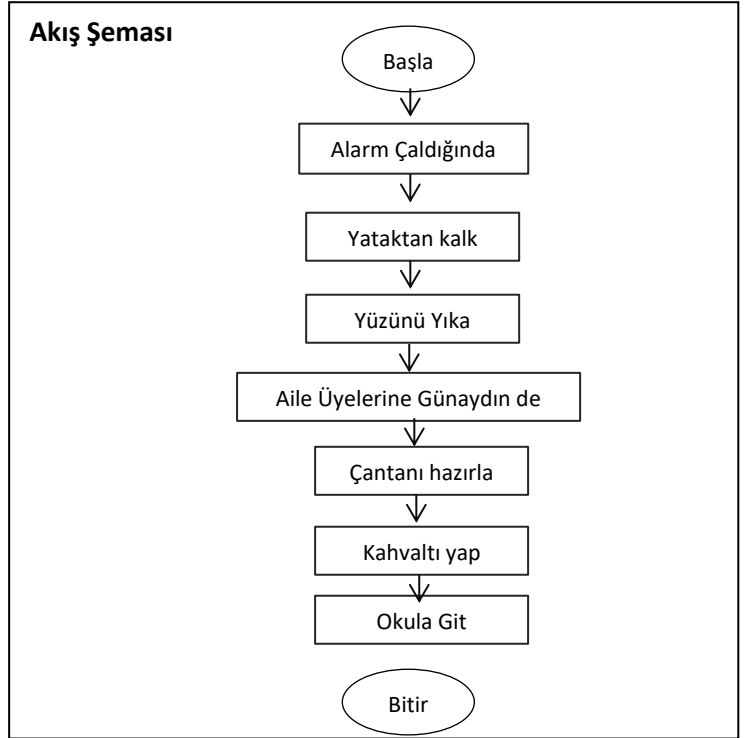 Akış Şeması
Başla
Alarm Çaldığında
Yataktan kalk
Yüzünü Yıka
Aile Üyelerine Günaydın de
Çantanı hazırla
Kahvaltı yap
Okula Git
Bitir